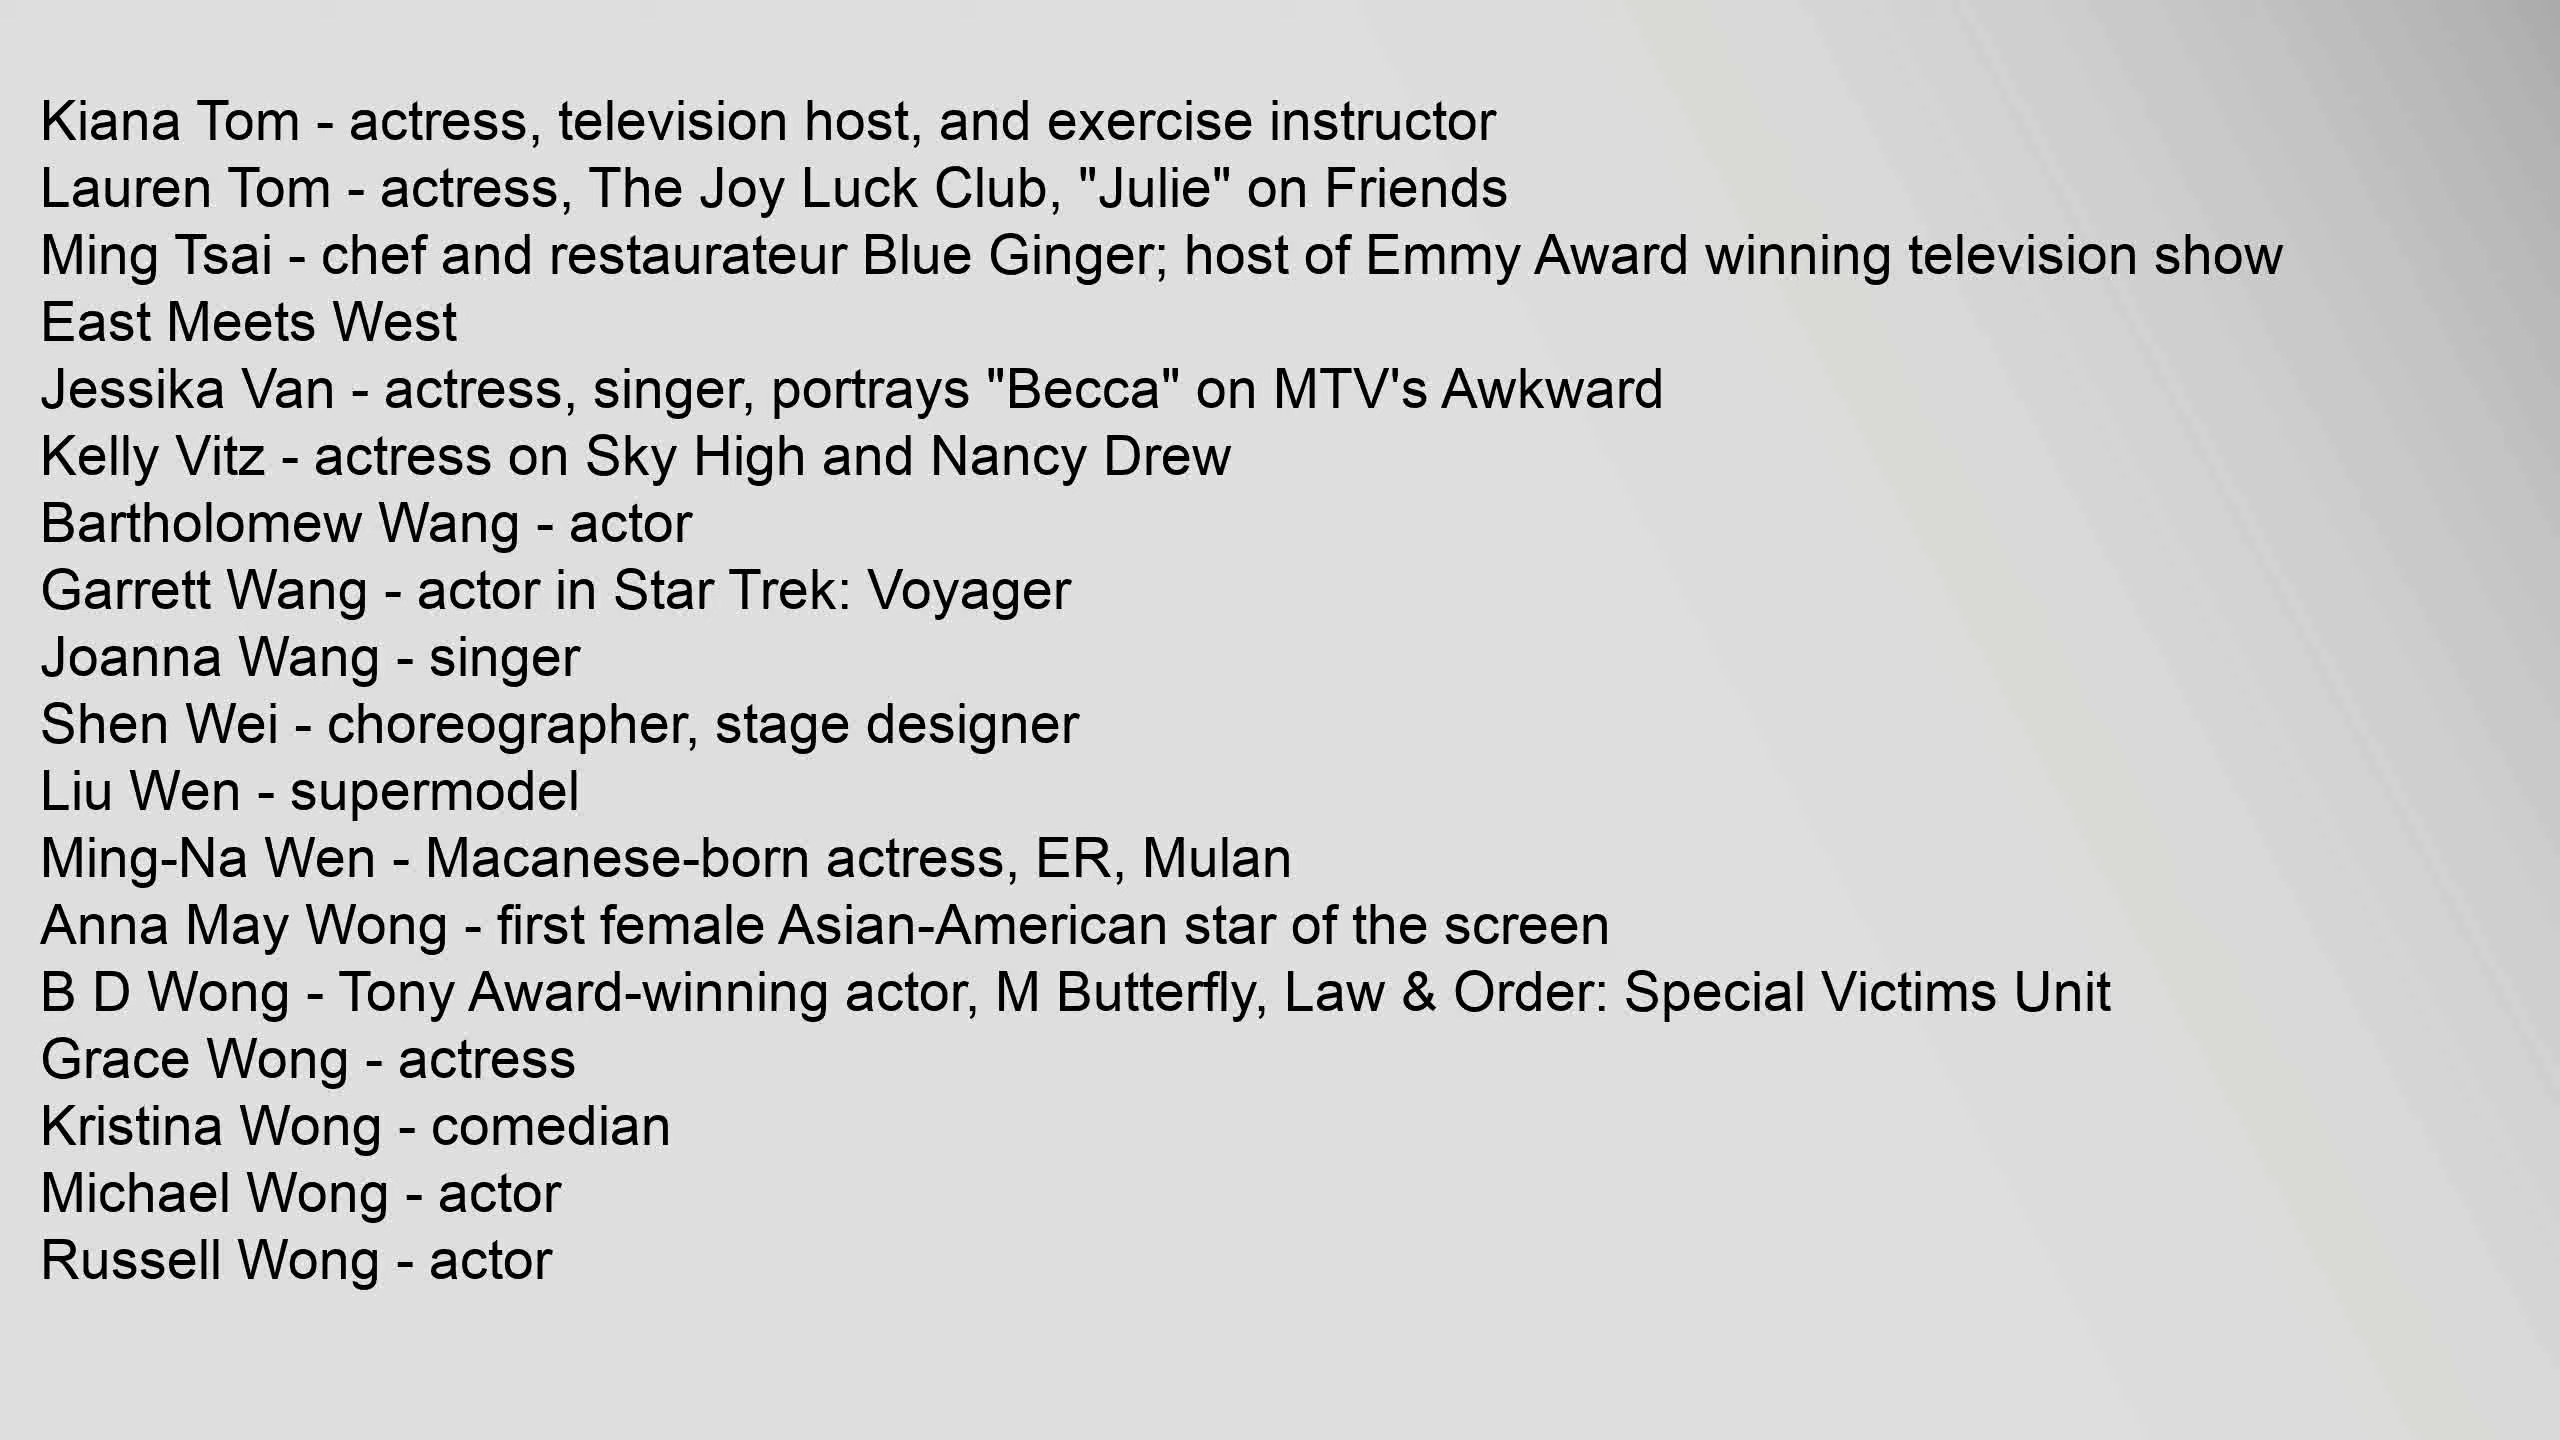 Kiana Tom - actress, television host, and exercise instructor
Lauren Tom - actress, The Joy Luck Club, "Julie" on Friends
Ming Tsai - chef and restaurateur Blue Ginger; host of Emmy Award winning television show
East Meets West
Jessika Van - actress, singer, portrays "Becca" on MTV's Awkward
Kelly Vitz - actress on Sky High and Nancy Drew
Bartholomew Wang - actor
Garrett Wang - actor in Star Trek: Voyager
Joanna Wang - singer
Shen Wei - choreographer, stage designer
Liu Wen - supermodel
Ming-Na Wen - Macanese-born actress, ER, Mulan
Anna May Wong - first female Asian-American star of the screen
B D Wong - Tony Award-winning actor, M Butterfly, Law & Order: Special Victims Unit
Grace Wong - actress
Kristina Wong - comedian
Michael Wong - actor
Russell Wong - actor